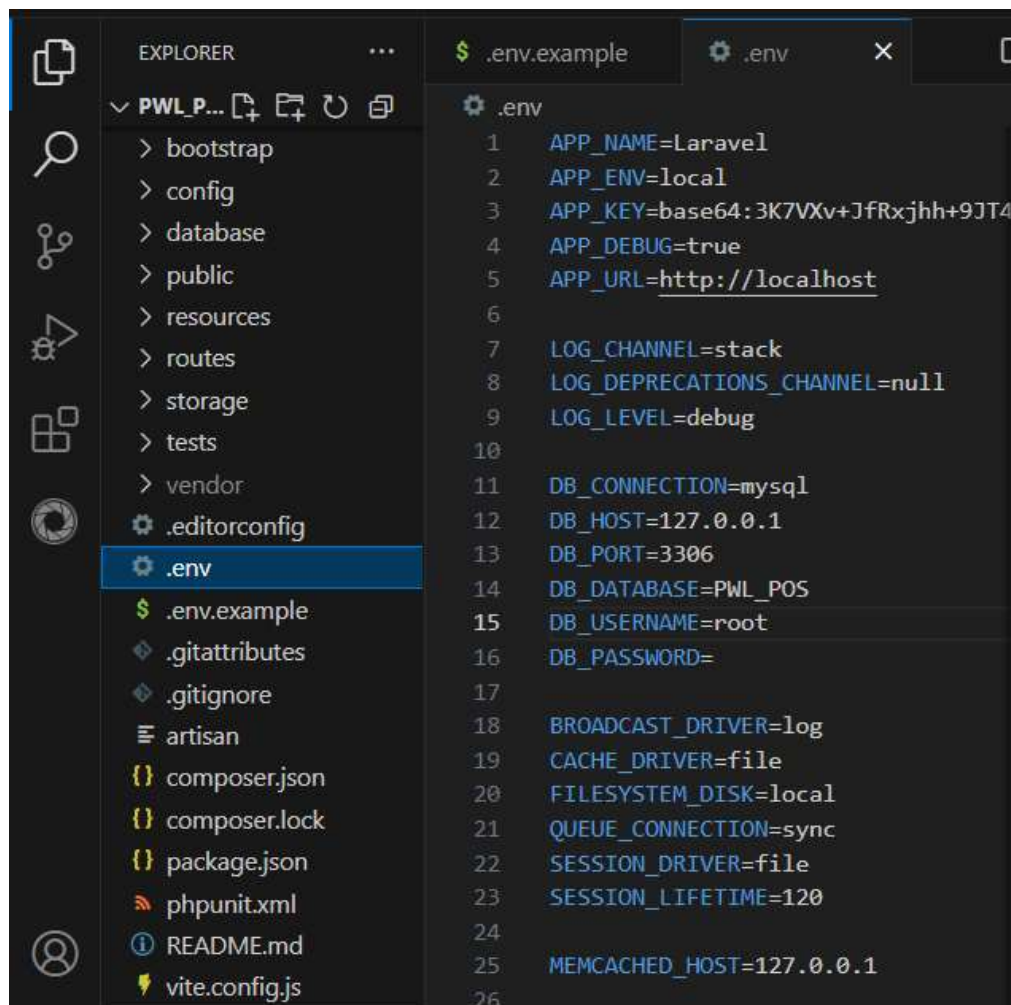 EXPLORER
PWL_P...
bootstrap
config
database
public
resources
routes
storage
tests
vendor
.editorconfig
.env
.env.example
.gitattributes
.gitignore
artisan
composer.json
composer.lock
package.json
phpunit.xml
README.md
vite.config.js
.env.example
.env
.env
1 APP_NAME=Laravel
2 APP_ENV=local
3 APP_KEY=base64:3K7VXv+JfRxjhh+9JT4
4 APP_DEBUG=true
5 APP_URL=http://localhost
6
7 LOG_CHANNEL=stack
8 LOG_DEPRECATIONS_CHANNEL=null
9 LOG_LEVEL=debug
10
11 DB_CONNECTION=mysql
12 DB_HOST=127.0.0.1
13 DB_PORT=3306
14 DB_DATABASE=PWL_POS
15 DB_USERNAME=root
16 DB_PASSWORD=
17
18 BROADCAST_DRIVER=log
19 CACHE_DRIVER=file
20 FILESYSTEM_DISK=local
21 QUEUE_CONNECTION=sync
22 SESSION_DRIVER=file
23 SESSION_LIFETIME=120
24
25 MEMCACHED_HOST=127.0.0.1
26